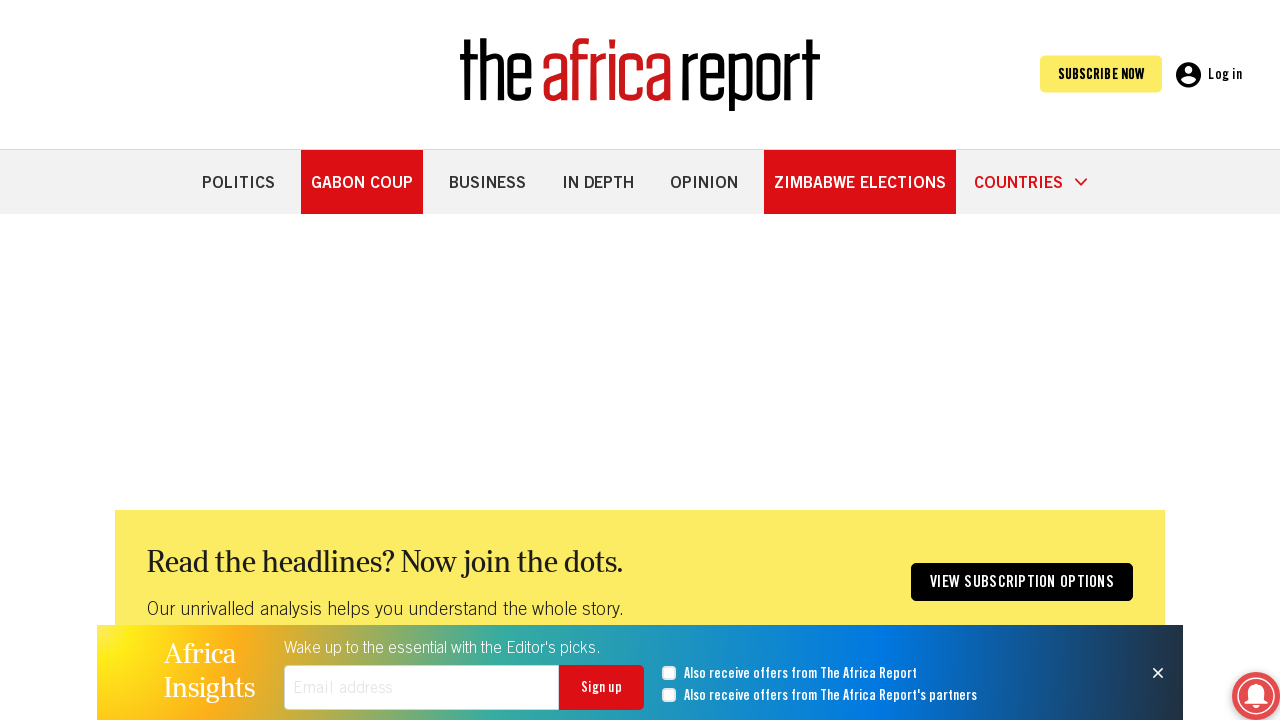 the africa report
SUBSCRIBE NOW
Log in
POLITICS
GABON COUP
BUSINESS
IN DEPTH
OPINION
ZIMBABWE ELECTIONS
COUNTRIES
Read the headlines? Now join the dots.
Our unrivalled analysis helps you understand the whole story.
VIEW SUBSCRIPTION OPTIONS
Africa
Insights
Wake up to the essential with the Editor's picks.
Email address
Sign up
Also receive offers from The Africa Report
Also receive offers from The Africa Report's partners